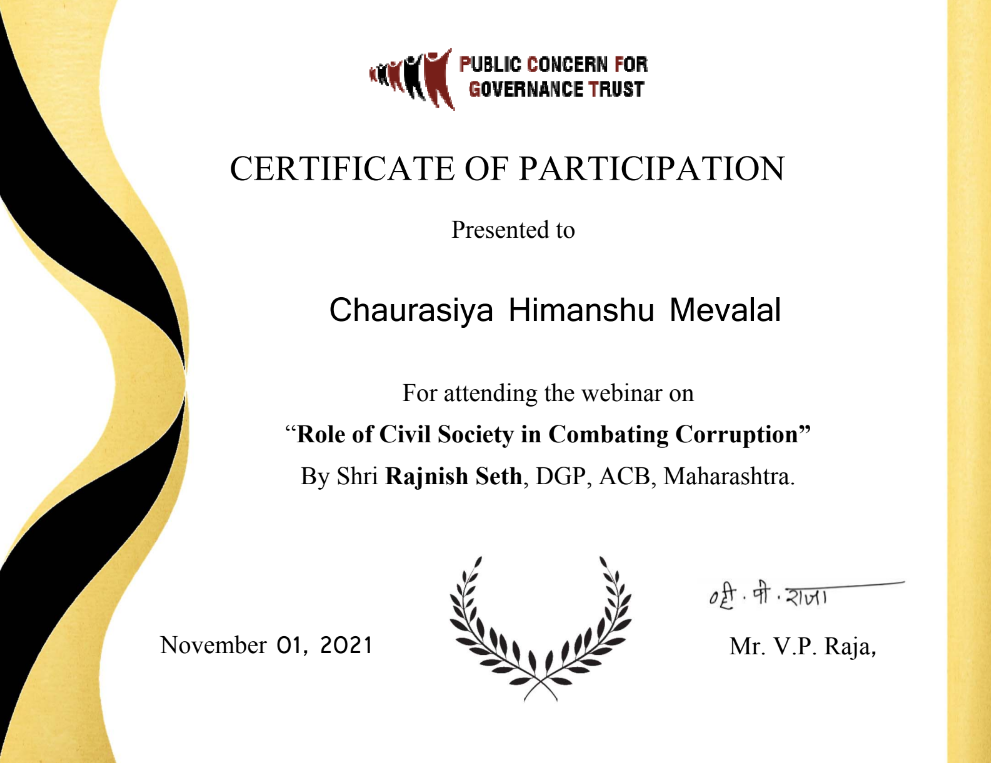 PUBLIC CONCERN FOR
GOVERNANCE TRUST
CERTIFICATE OF PARTICIPATION
Presented to
Chaurasiya Himanshu Mevalal
For attending the webinar on
“Role of Civil Society in Combating Corruption”
By Shri Rajnish Seth, DGP, ACB, Maharashtra.
व्ही. पी. राजा
November 01, 2021
Mr. V.P. Raja,